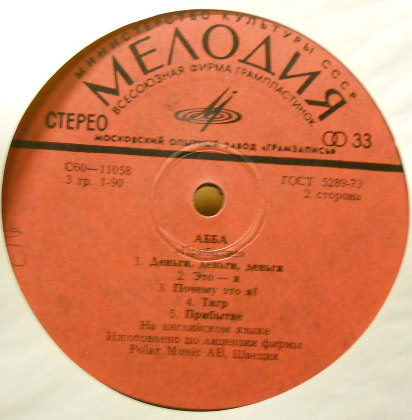 МИНИСТЕРСТВО КУЛЬТУРЫ СССР
МЕЛОДИЯ
ВСЕСОЮЗНАЯ ФИРМА ГРАМПЛАСТИНОК
СТЕРЕО
33
МОСКОВСКИЙ ОПЫТНЫЙ ЗАВОД «ГРАМЗАПИСЬ»
С60—11058
ГОСТ 5289-73
3 гр. 1-90
2 сторона
АББА
«Прибытие»
1. Деньги, деньги, деньги
2. Это — я
3. Почему это я?
4. Тигр
5. Прибытие
На английском языке
Изготовлено по лицензии фирмы
Polar Music AB, Швеция